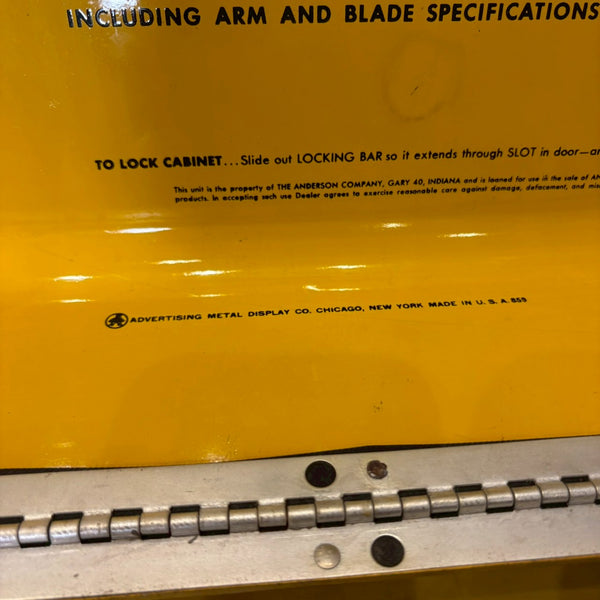 INCLUDING ARM AND BLADE SPECIFICATIONS
TO LOCK CABINET...Slide out LOCKING BAR so it extends through SLOT in door—
This unit is the property of THE ANDERSON COMPANY, GARY 40, INDIANA and is loaned for use in the sale of AN
products. In accepting such use Dealer agrees to exercise reasonable care against damage, defacement, and
ADVERTISING METAL DISPLAY CO. CHICAGO, NEW YORK MADE IN U. S. A. 859